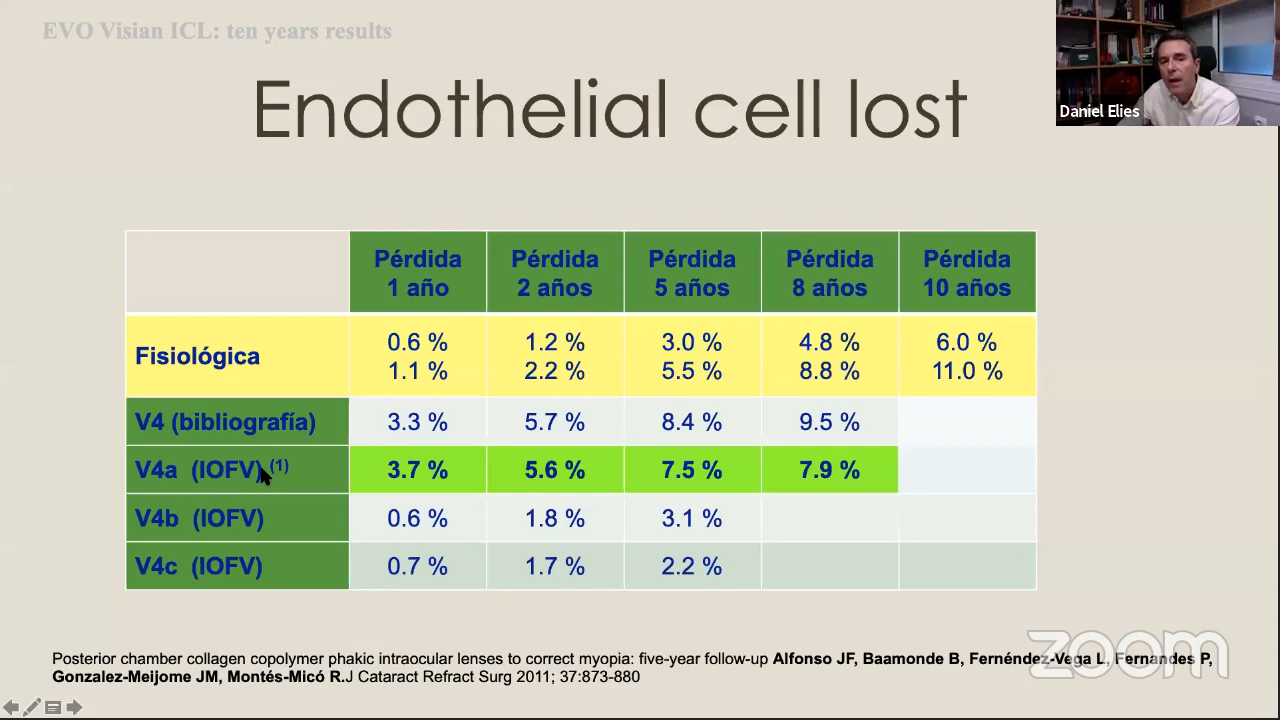 EVO Visian ICL: ten years results
Endothelial cell lost
Daniel Elies
Pérdida 1 año
Pérdida 2 años
Pérdida 5 años
Pérdida 8 años
Pérdida 10 años
Fisiológica
0.6 %
1.1 %
1.2 %
2.2 %
3.0 %
5.5 %
4.8 %
8.8 %
6.0 %
11.0 %
V4 (bibliografía) 3.3 % 5.7 % 8.4 % 9.5 %
V4a (IOFV) (1) 3.7 % 5.6 % 7.5 % 7.9 %
V4b (IOFV) 0.6 % 1.8 % 3.1 %
V4c (IOFV) 0.7 % 1.7 % 2.2 %
zoom
Posterior chamber collagen copolymer phakic intraocular lenses to correct myopia: five-year follow-up Alfonso JF, Baamonde B, Fernéndez-Vega L, Fernandes P,
Gonzalez-Meijome JM, Montés-Micó R.J Cataract Refract Surg 2011; 37:873-880